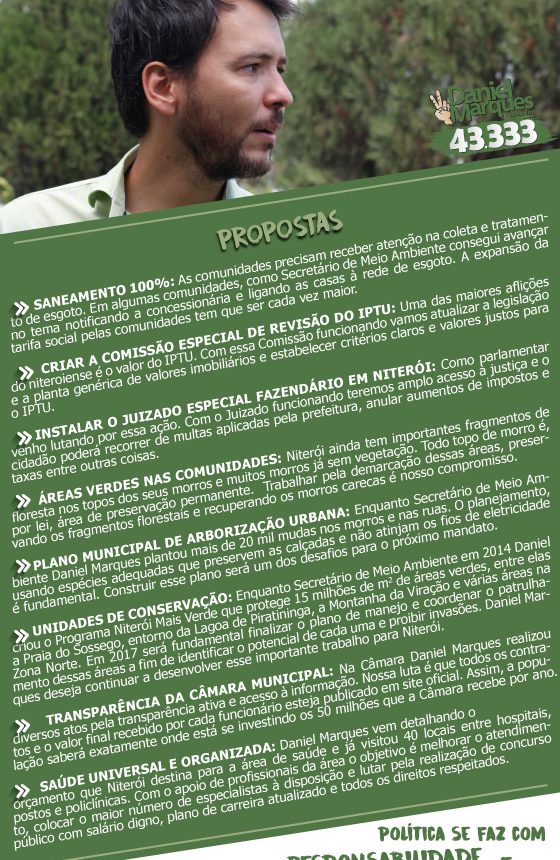 Daniel
Marques
43.333
PROPOSTAS
SANEAMENTO 100%: As comunidades precisam receber atenção na coleta e tratamen-
to de esgoto. Em algumas comunidades, como Secretário de Meio Ambiente consegui avançar
no tema notificando a concessionária e ligando as casas à rede de esgoto. A expansão da
tarifa social pelas comunidades tem que ser cada vez maior.
CRIAR A COMISSÃO ESPECIAL DE REVISÃO DO IPTU: Uma das maiores aflições
do niteroiense é o valor do IPTU. Com essa Comissão funcionando vamos atualizar a legislação
e a planta genérica de valores imobiliários e estabelecer critérios claros e valores justos para
o IPTU.
INSTALAR O JUIZADO ESPECIAL FAZENDÁRIO EM NITERÓI: Como parlamentar
venho lutando por essa ação. Com o Juizado funcionando teremos amplo acesso à justiça e o
cidadão poderá recorrer de multas aplicadas pela prefeitura, anular aumentos de impostos e
taxas entre outras coisas.
ÁREAS VERDES NAS COMUNIDADES: Niterói ainda tem importantes fragmentos de
floresta nos topos dos seus morros e muitos morros já sem vegetação. Todo topo de morro é,
por lei, área de preservação permanente. Trabalhar pela demarcação dessas áreas, preser-
vando os fragmentos florestais e recuperando os morros carecas é nosso compromisso.
PLANO MUNICIPAL DE ARBORIZAÇÃO URBANA: Enquanto Secretário de Meio Am-
biente Daniel Marques plantou mais de 20 mil mudas nos morros e nas ruas. O planejamento,
usando espécies adequadas que preservem as calçadas e não atinjam os fios de eletricidade
é fundamental. Construir esse plano será um dos desafios para o próximo mandato.
UNIDADES DE CONSERVAÇÃO: Enquanto Secretário de Meio Ambiente em 2014 Daniel
criou o Programa Niterói Mais Verde que protege 15 milhões de m² de áreas verdes, entre elas
a Praia do Sossego, entorno da Lagoa de Piratininga, a Montanha da Viração e várias áreas na
Zona Norte. Em 2017 será fundamental finalizar o plano de manejo e coordenar o patrulha-
mento dessas áreas a fim de identificar o potencial de cada uma e proibir invasões. Daniel Mar-
ques deseja continuar a desenvolver esse importante trabalho para Niterói.
TRANSPARÊNCIA DA CÂMARA MUNICIPAL: Na Câmara Daniel Marques realizou
diversos atos pela transparência ativa e acesso à informação. Nossa luta é que todos os contra-
tos e o valor final recebido por cada funcionário esteja publicado em site oficial. Assim, a popu-
lação saberá exatamente onde está se investindo os 50 milhões que a Câmara recebe por ano.
SAÚDE UNIVERSAL E ORGANIZADA: Daniel Marques vem detalhando o
orçamento que Niterói destina para a área de saúde e já visitou 40 locais entre hospitais,
postos e policlínicas. Com o apoio de profissionais da área o objetivo é melhorar o atendimen-
to, colocar o maior número de especialistas à disposição e lutar pela realização de concurso
público com salário digno, plano de carreira atualizado e todos os direitos respeitados.
POLÍTICA SE FAZ COM
RESPONSABILIDADE